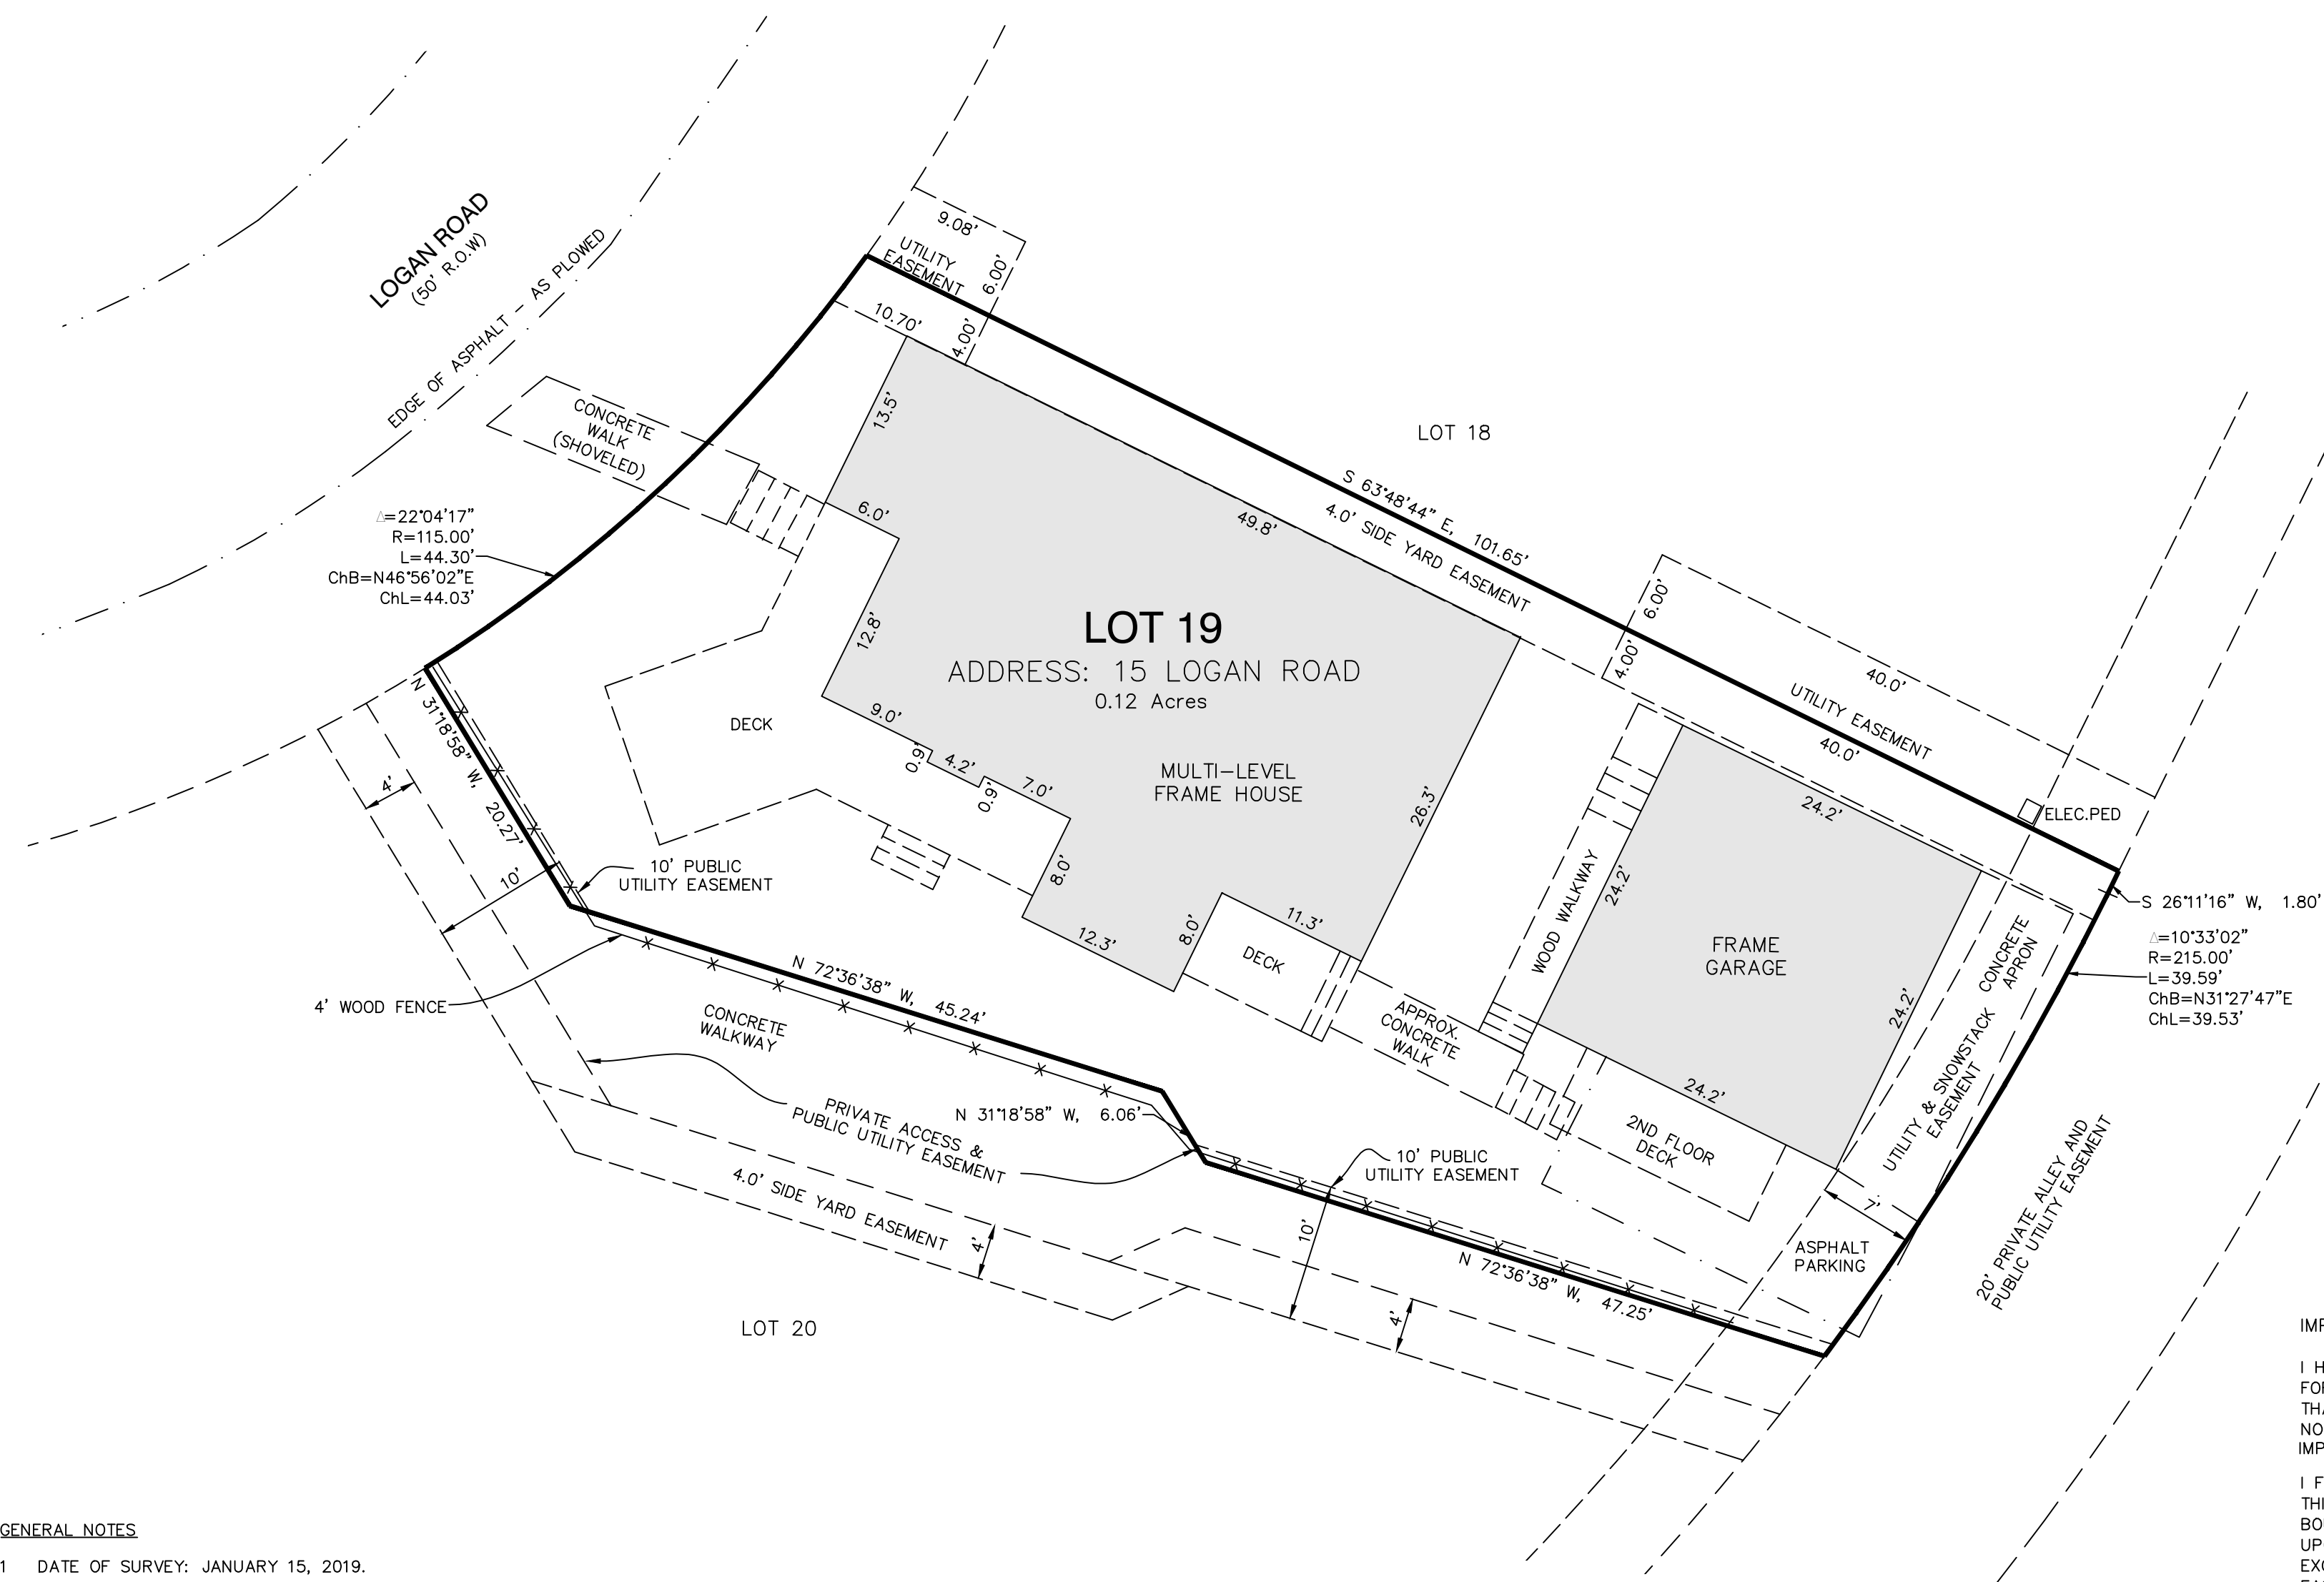 LOGAN ROAD
(50' R.O.W)
EDGE OF ASPHALT - AS PLOWED
9.08'
UTILITY
EASEMENT
6.00'
10.70'
4.00'
CONCRETE
WALK
(SHOVELED)
13.5'
LOT 18
S 63°48'44" E, 101.65'
4.0' SIDE YARD EASEMENT
49.8'
6.0'
△=22°04'17"
R=115.00'
L=44.30'
ChB=N46°56'02"E
ChL=44.03'
12.8'
LOT 19
ADDRESS: 15 LOGAN ROAD
0.12 Acres
6.00'
4.00'
40.0'
UTILITY EASEMENT
40.0'
N 31°18'58" W, 20.27'
DECK
9.0'
0.9'
4.2'
0.9'
7.0'
MULTI-LEVEL
FRAME HOUSE
26.3'
24.2'
ELEC.PED
4'
10'
10' PUBLIC
UTILITY EASEMENT
8.0'
12.3'
8.0'
11.3'
DECK
WOOD WALKWAY
24.2'
FRAME
GARAGE
24.2'
24.2'
CONCRETE
APRON
S 26°11'16" W, 1.80'
△=10°33'02"
R=215.00'
L=39.59'
ChB=N31°27'47"E
ChL=39.53'
4' WOOD FENCE
N 72°36'38" W, 45.24'
CONCRETE
WALKWAY
APPROX.
CONCRETE
WALK
UTILITY & SNOWSTACK
EASEMENT
N 31°18'58" W, 6.06'
PRIVATE ACCESS &
PUBLIC UTILITY EASEMENT
2ND FLOOR
DECK
10' PUBLIC
UTILITY EASEMENT
7'
20' PRIVATE ALLEY AND
PUBLIC UTILITY EASEMENT
4.0' SIDE YARD EASEMENT
4'
10'
ASPHALT
PARKING
N 72°36'38" W, 47.25'
4'
LOT 20
GENERAL NOTES
1 DATE OF SURVEY: JANUARY 15, 2019.